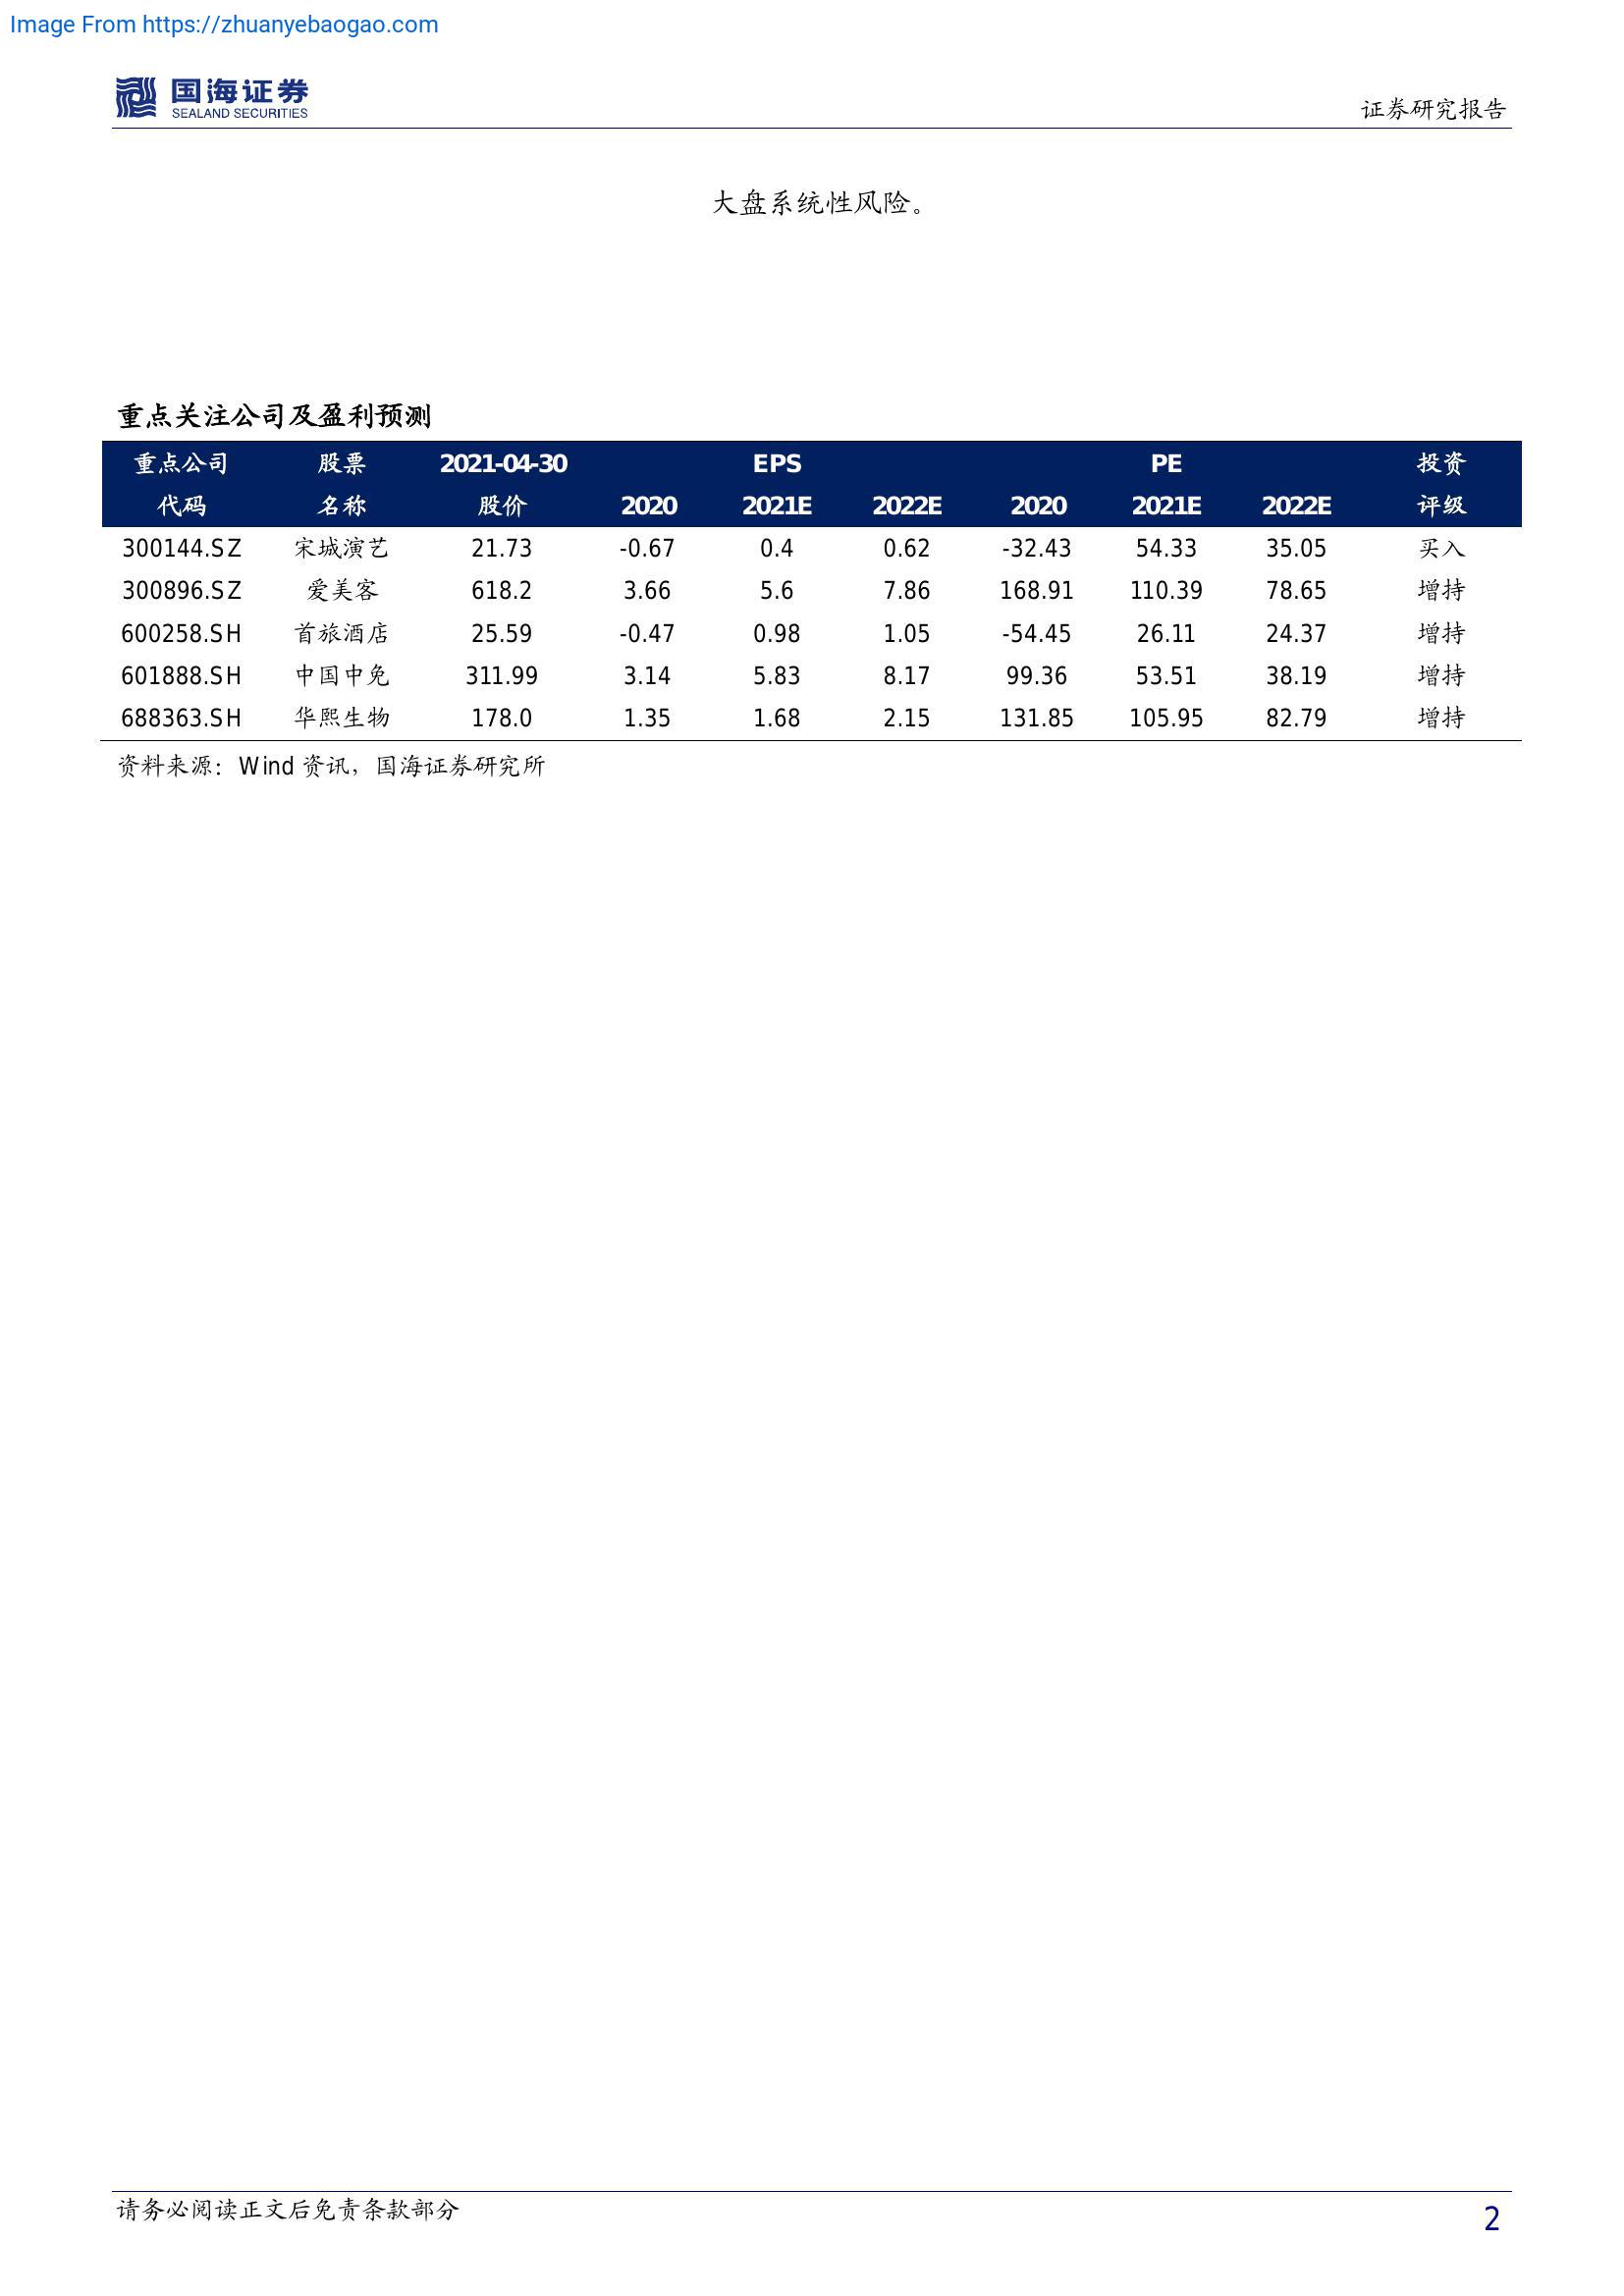 Image From https://zhuanyebaogao.com
国海证券
SEALAND SECURITIES
证券研究报告
大盘系统性风险。
重点关注公司及盈利预测
重点公司 股票 2021-04-30 EPS PE 投资
代码 名称 股价 2020 2021E 2022E 2020 2021E 2022E 评级
300144.SZ 宋城演艺 21.73 -0.67 0.4 0.62 -32.43 54.33 35.05 买入
300896.SZ 爱美客 618.2 3.66 5.6 7.86 168.91 110.39 78.65 增持
600258.SH 首旅酒店 25.59 -0.47 0.98 1.05 -54.45 26.11 24.37 增持
601888.SH 中国中免 311.99 3.14 5.83 8.17 99.36 53.51 38.19 增持
688363.SH 华熙生物 178.0 1.35 1.68 2.15 131.85 105.95 82.79 增持
资料来源：Wind 资讯，国海证券研究所
请务必阅读正文后免责条款部分
2